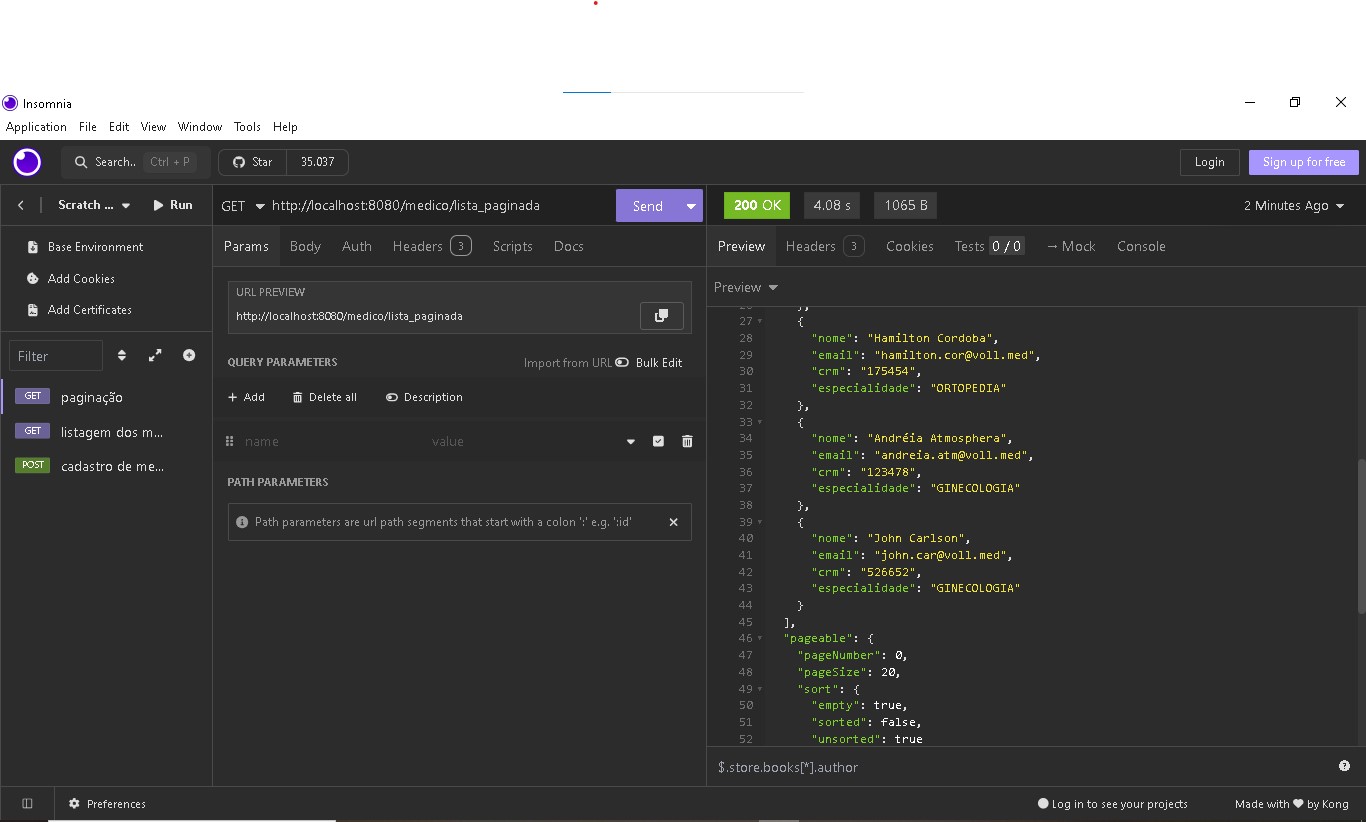 Insomnia
Application File Edit View Window Tools Help
Search.. Ctrl + P Star 35.037 Login Sign up for free
Scratch ... Run
Base Environment
Add Cookies
Add Certificates
Filter
GET paginação
GET listagem dos m...
POST cadastro de me...
GET http://localhost:8080/medico/lista_paginada Send
Params Body Auth Headers 3 Scripts Docs
URL PREVIEW
http://localhost:8080/medico/lista_paginada
QUERY PARAMETERS Import from URL Bulk Edit
+ Add Delete all Description
name value
PATH PARAMETERS
Path parameters are url path segments that start with a colon ':' e.g. ':id'
200 OK 4.08 s 1065 B 2 Minutes Ago
Preview Headers 3 Cookies Tests 0 / 0 → Mock Console
Preview
27 {
28 "nome": "Hamilton Cordoba",
29 "email": "hamilton.cor@voll.med",
30 "crm": "175454",
31 "especialidade": "ORTOPEDIA"
32 },
33 {
34 "nome": "Andréia Atmosphera",
35 "email": "andreia.atm@voll.med",
36 "crm": "123478",
37 "especialidade": "GINECOLOGIA"
38 },
39 {
40 "nome": "John Carlson",
41 "email": "john.car@voll.med",
42 "crm": "526652",
43 "especialidade": "GINECOLOGIA"
44 }
45 ],
46 "pageable": {
47 "pageNumber": 0,
48 "pageSize": 20,
49 "sort": {
50 "empty": true,
51 "sorted": false,
52 "unsorted": true
$.store.books[*].author
Preferences
Log in to see your projects Made with ♥ by Kong